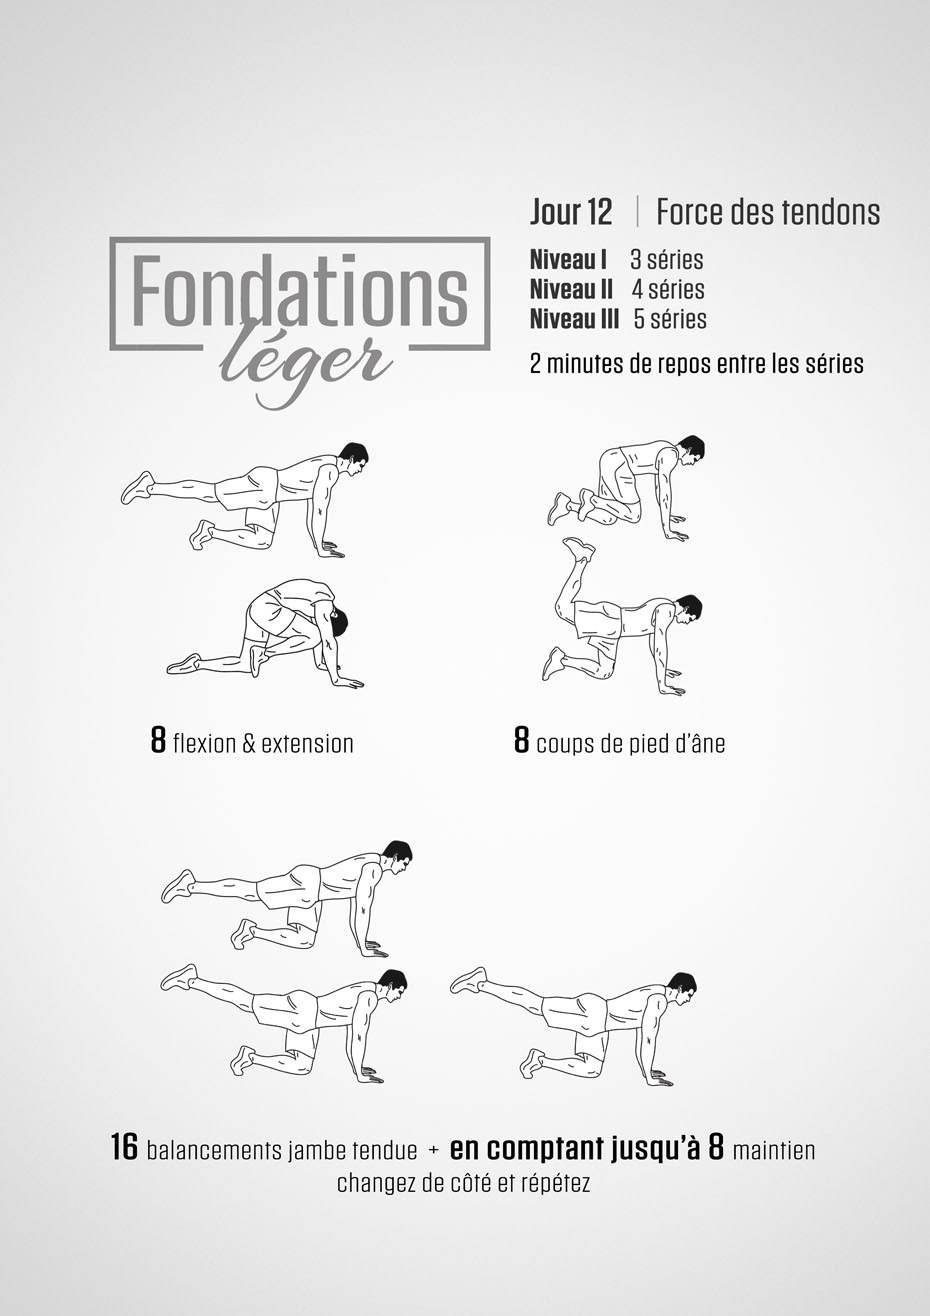 Fondations
léger
Jour 12 | Force des tendons
Niveau I 3 séries
Niveau II 4 séries
Niveau III 5 séries
2 minutes de repos entre les séries
8 flexion & extension
8 coups de pied d'âne
16 balancements jambe tendue + en comptant jusqu'à 8 maintien
changez de côté et répétez